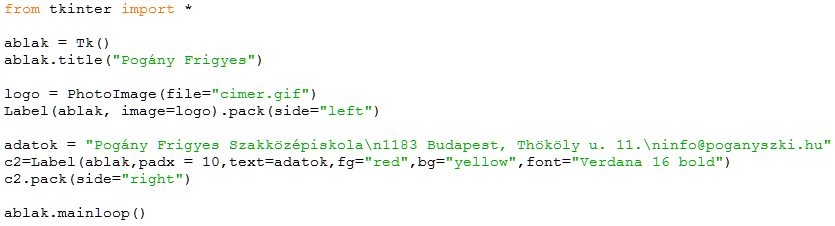 from tkinter import *
ablak = Tk()
ablak.title("Pogány Frigyes")
logo = PhotoImage(file="cimer.gif")
Label(ablak, image=logo).pack(side="left")
adatok = "Pogány Frigyes Szakközépiskola\n1183 Budapest, Thököly u. 11.\ninfo@poganyszki.hu"
c2=Label(ablak,padx = 10,text=adatok,fg="red",bg="yellow",font="Verdana 16 bold")
c2.pack(side="right")
ablak.mainloop()